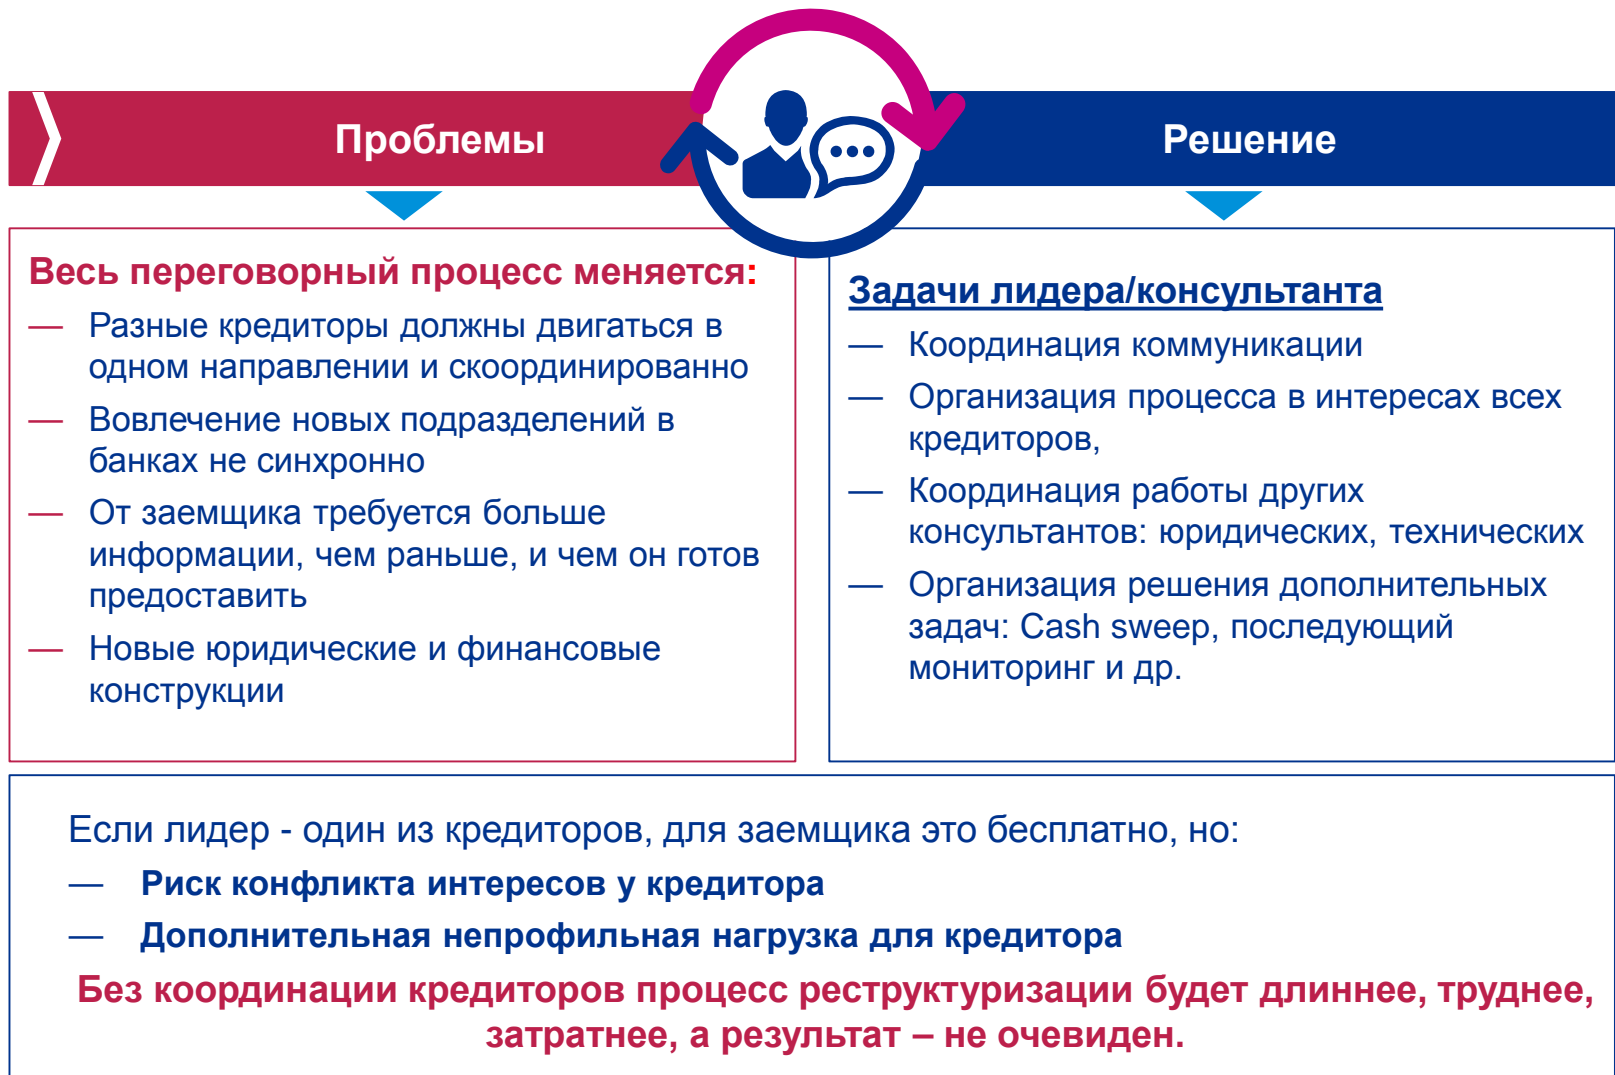 Проблемы
Решение
Весь переговорный процесс меняется:
— Разные кредиторы должны двигаться в
одном направлении и скоординированно
— Вовлечение новых подразделений в
банках не синхронно
— От заемщика требуется больше
информации, чем раньше, и чем он готов
предоставить
— Новые юридические и финансовые
конструкции
Задачи лидера/консультанта
— Координация коммуникации
— Организация процесса в интересах всех
кредиторов,
— Координация работы других
консультантов: юридических, технических
— Организация решения дополнительных
задач: Cash sweep, последующий
мониторинг и др.
Если лидер - один из кредиторов, для заемщика это бесплатно, но:
— Риск конфликта интересов у кредитора
— Дополнительная непрофильная нагрузка для кредитора
Без координации кредиторов процесс реструктуризации будет длиннее, труднее,
затратнее, а результат – не очевиден.